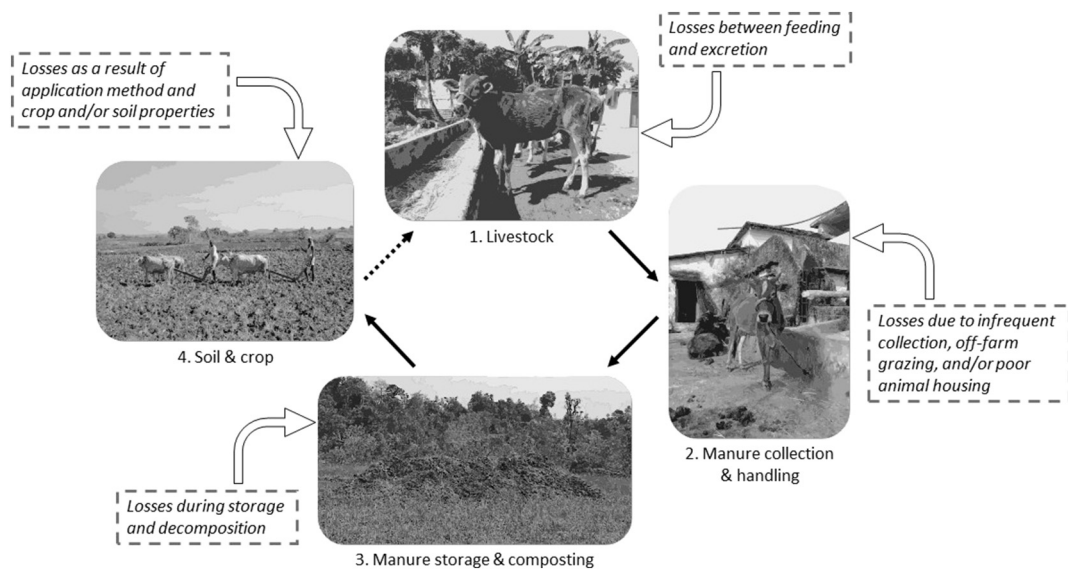 Losses between feeding
and excretion
Losses as a result of
application method and
crop and/or soil properties
1. Livestock
Losses due to infrequent
collection, off-farm
grazing, and/or poor
animal housing
4. Soil & crop
2. Manure collection
& handling
Losses during storage
and decomposition
3. Manure storage & composting